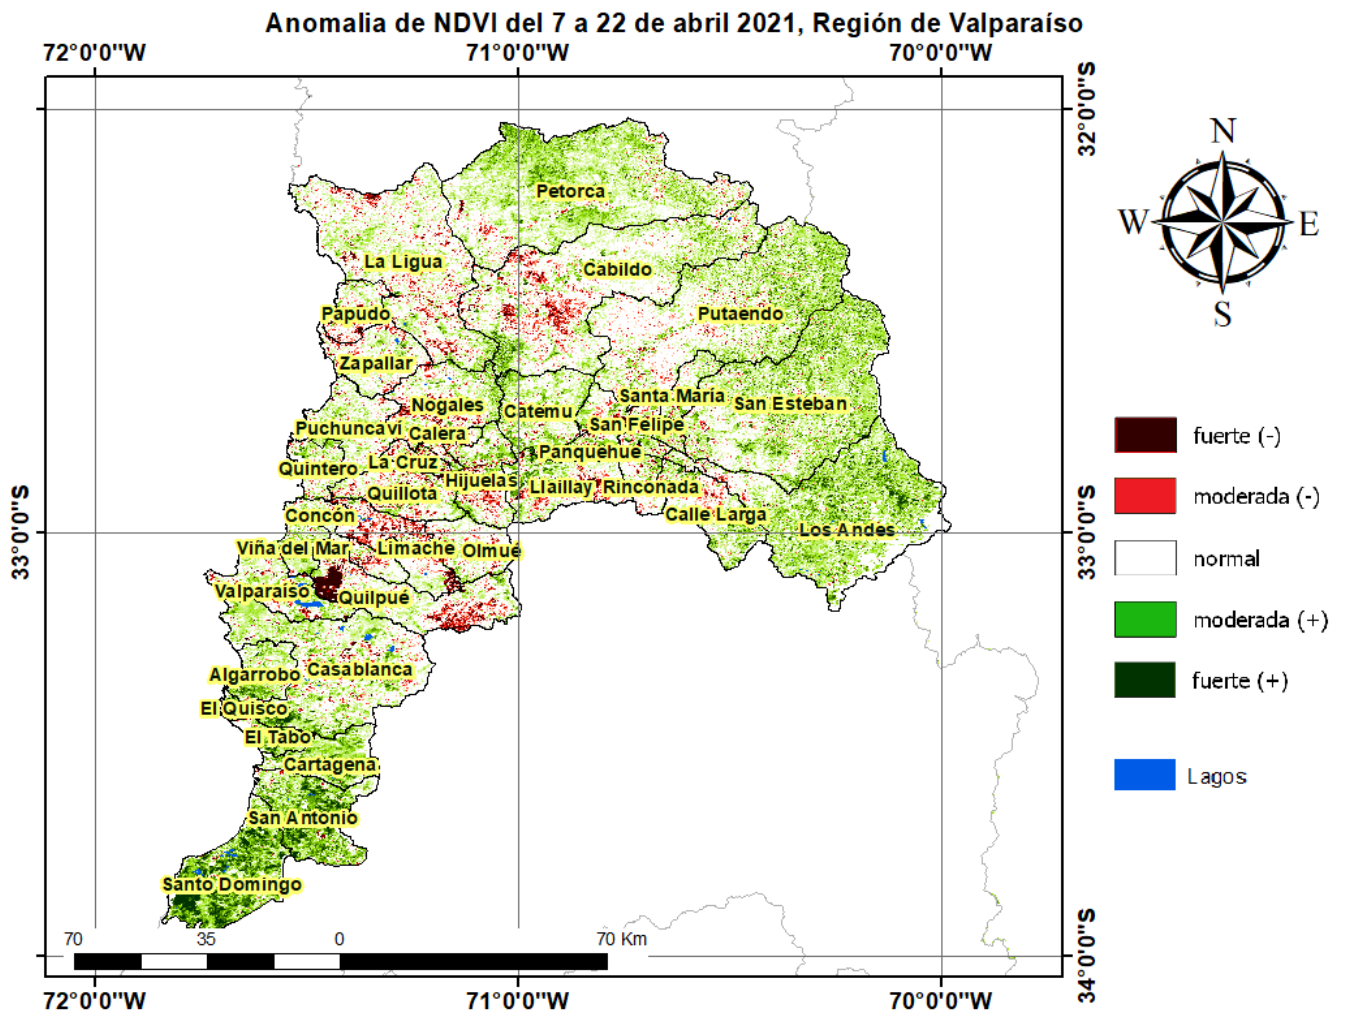 Anomalia de NDVI del 7 a 22 de abril 2021, Región de Valparaíso
72°0'0"W 71°0'0"W 70°0'0"W
32°0'0"S
N
W E
S
Petorca
La Ligua
Cabildo
Papudo
Putaendo
Zapallar
Santa María
San Esteban
Nogales
Catemu
Puchuncaví
Calera
San Felipe
Panquehue
La Cruz
Quintero
Hijuelas
Llaillay
Rinconada
Quillota
Concón
Calle Larga
Los Andes
33°0'0"S
33°0'0"S
Viña del Mar
Limache
Olmué
Valparaíso
Quilpué
Casablanca
Algarrobo
El Quisco
El Tabo
Cartagena
San Antonio
Santo Domingo
fuerte (-)
moderada (-)
normal
moderada (+)
fuerte (+)
Lagos
70 35 0 70 Km
34°0'0"S
72°0'0"W 71°0'0"W 70°0'0"W